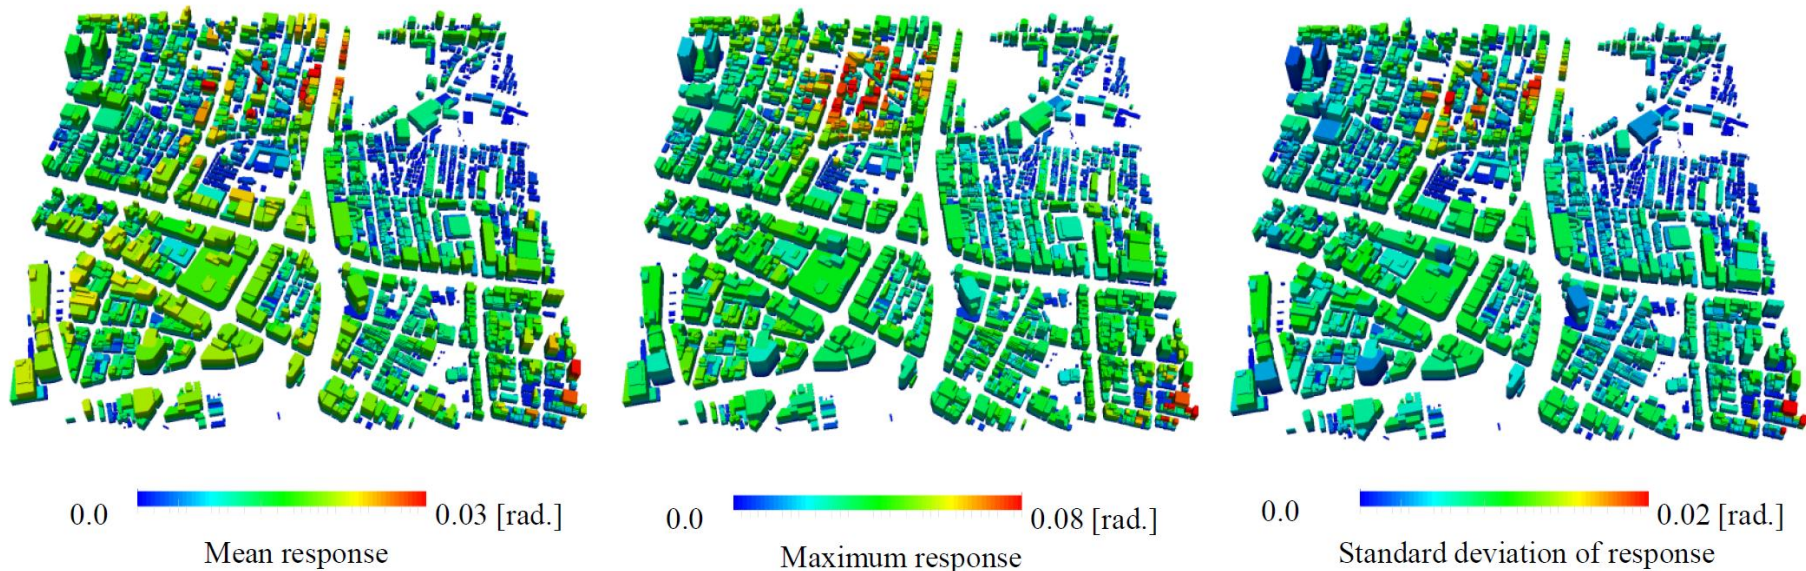 0.0 0.03 [rad.]
Mean response
0.0 0.08 [rad.]
Maximum response
0.0 0.02 [rad.]
Standard deviation of response